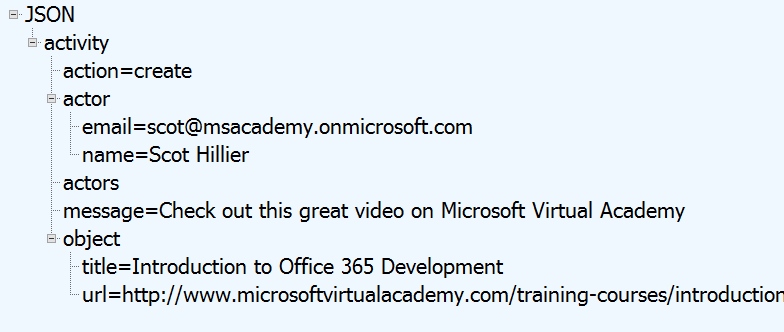 JSON
activity
action=create
actor
email=scot@msacademy.onmicrosoft.com
name=Scot Hillier
actors
message=Check out this great video on Microsoft Virtual Academy
object
title=Introduction to Office 365 Development
url=http://www.microsoftvirtualacademy.com/training-courses/introduction